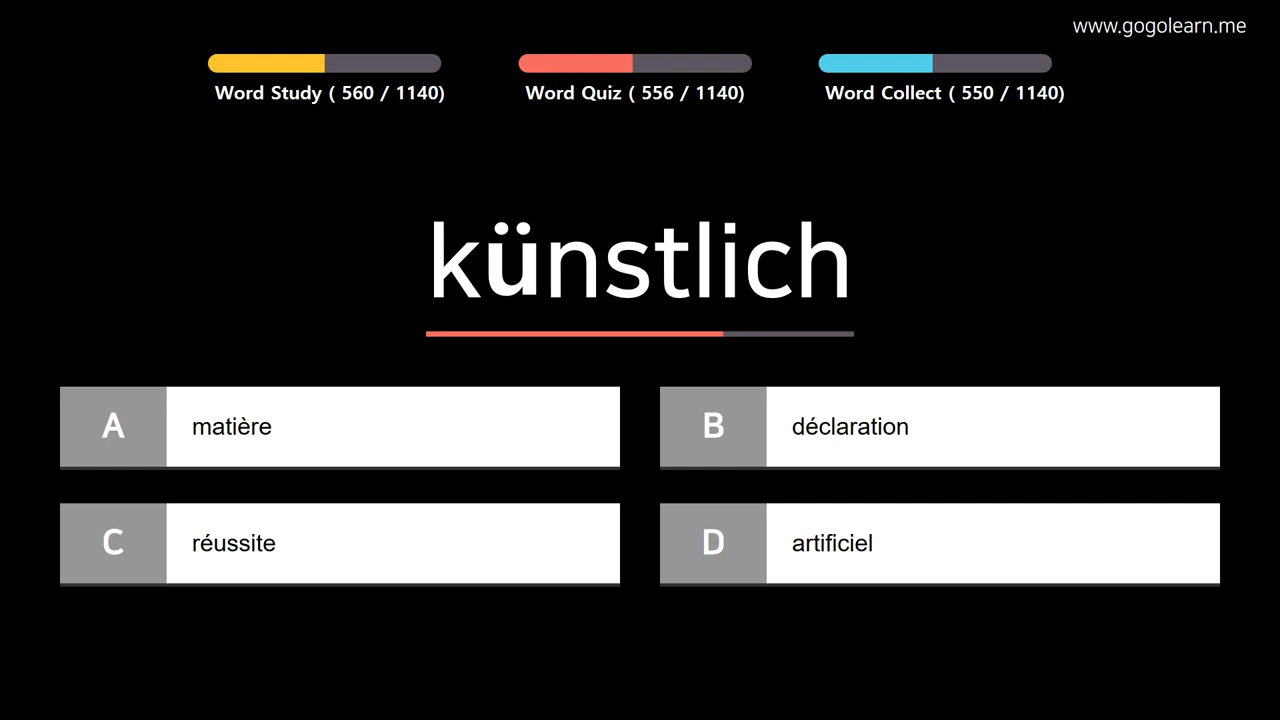 www.gogolearn.me
Word Study ( 560 / 1140)
Word Quiz ( 556 / 1140)
Word Collect ( 550 / 1140)
künstlich
A matière
B déclaration
C réussite
D artificiel